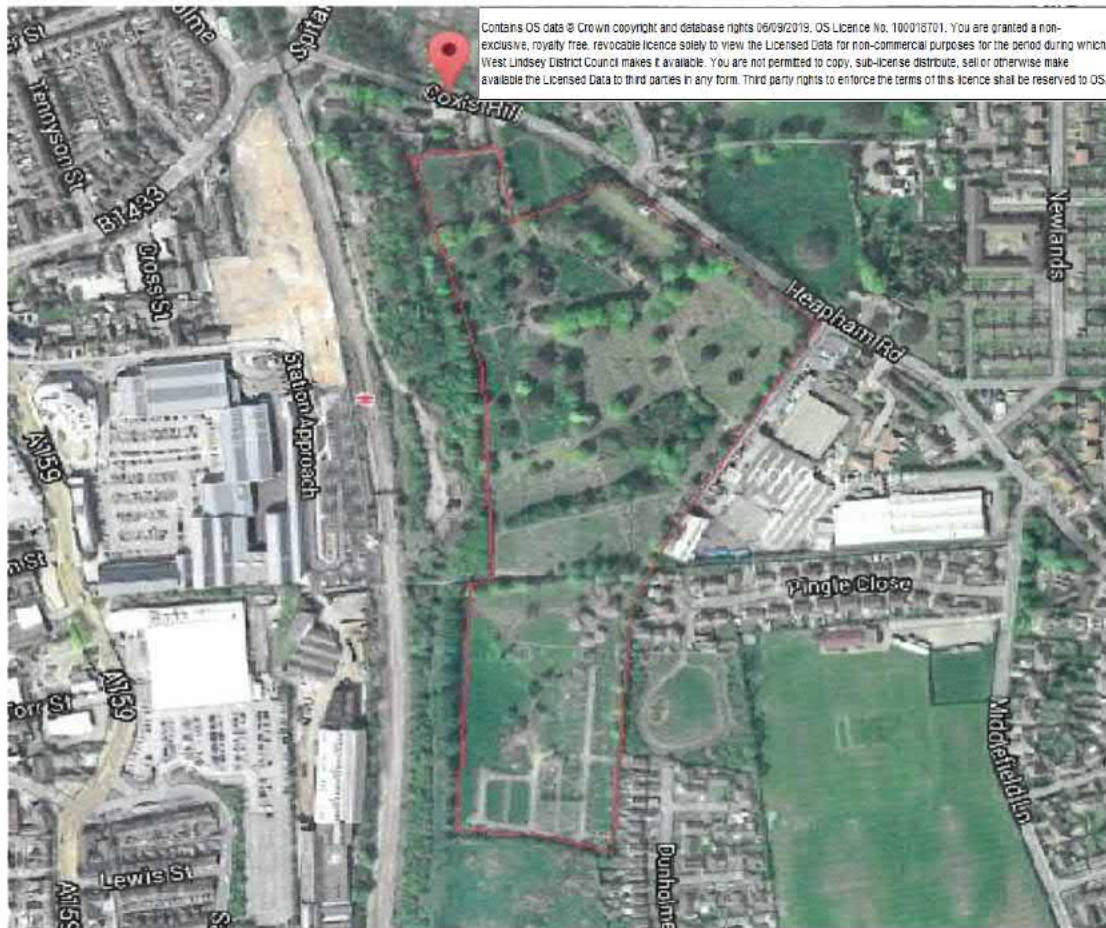 Contains OS data © Crown copyright and database rights 06/09/2019. OS Licence No. 100018701. You are granted a non-
exclusive, royalty free, revocable licence solely to view the Licensed Data for non-commercial purposes for the period during which
West Lindsey District Council makes it available. You are not permitted to copy, sub-license distribute, sell or otherwise make
available the Licensed Data to third parties in any form. Third party rights to enforce the terms of this licence shall be reserved to OS.
Cox's Hill
Tennyson St
B1433
Cross St
Newlands
Heapham Rd
Station Approach
A159
Pingle Close
A159
Middlefield Ln
Lewis St
Dunholme
A159